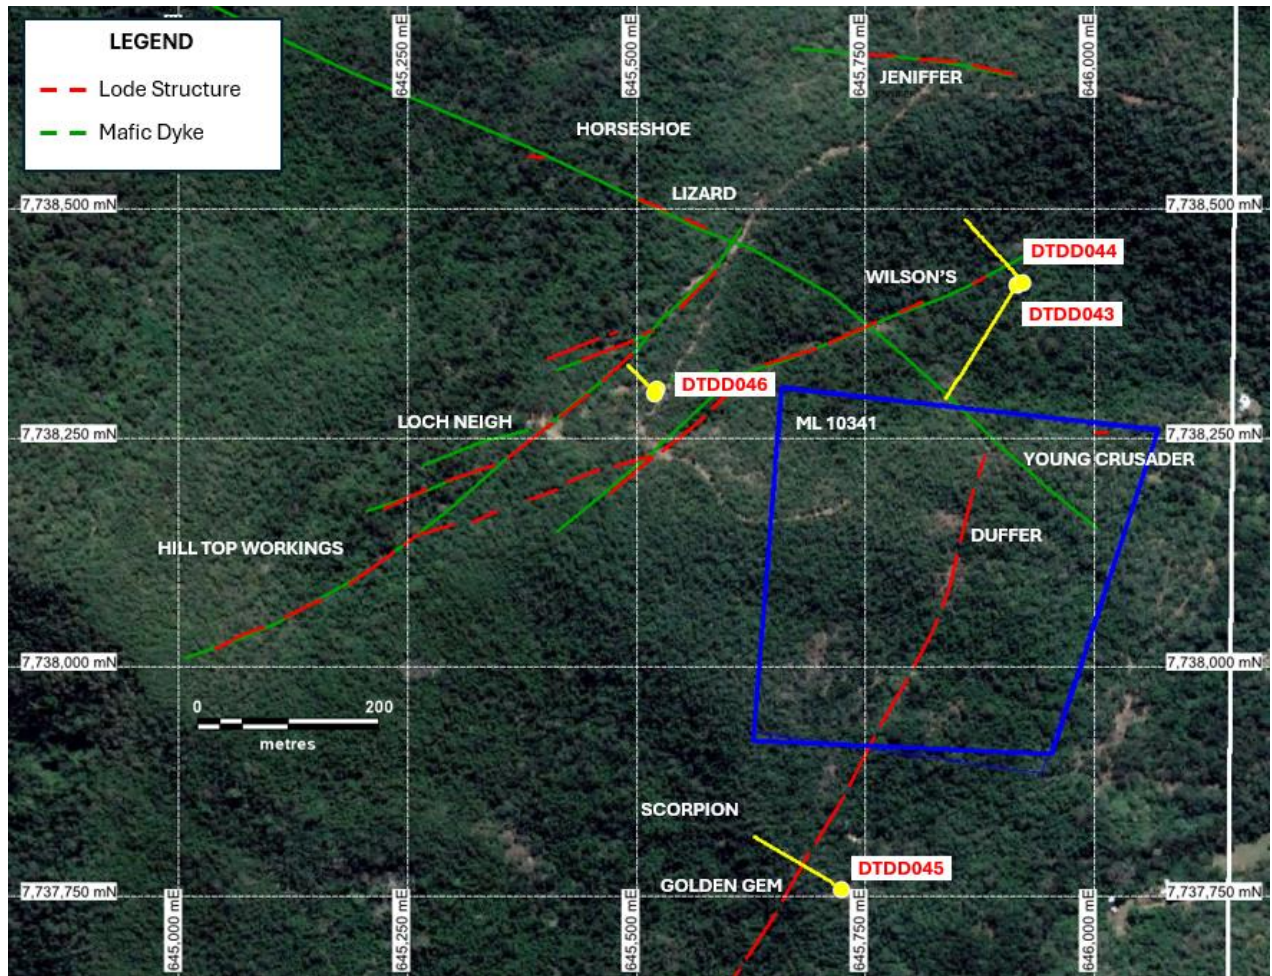 LEGEND
Lode Structure
Mafic Dyke
645,250 mE
645,500 mE
645,750 mE
646,000 mE
JENIFFER
HORSESHOE
LIZARD
7,738,500 mN
7,738,500 mN
DTDD044
WILSON'S
DTDD043
DTDD046
LOCH NEIGH
ML 10341
7,738,250 mN
7,738,250 mN
YOUNG CRUSADER
DUFFER
HILL TOP WORKINGS
7,738,000 mN
7,738,000 mN
0 200
metres
SCORPION
DTDD045
GOLDEN GEM
7,737,750 mN
7,737,750 mN
645,000 mE
645,250 mE
645,500 mE
645,750 mE
646,000 mE